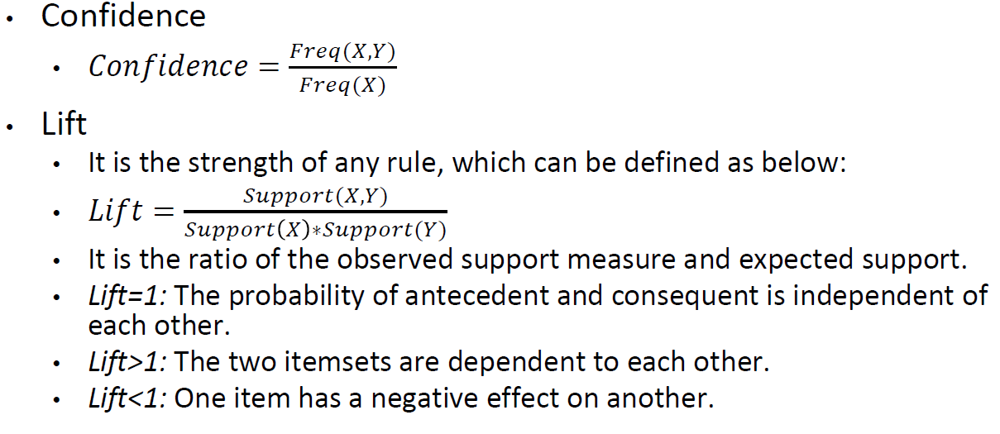 • Confidence
• Confidence = Freq(X,Y) / Freq(X)
• Lift
• It is the strength of any rule, which can be defined as below:
• Lift = Support(X,Y) / Support(X)*Support(Y)
• It is the ratio of the observed support measure and expected support.
• Lift=1: The probability of antecedent and consequent is independent of
each other.
• Lift>1: The two itemsets are dependent to each other.
• Lift<1: One item has a negative effect on another.